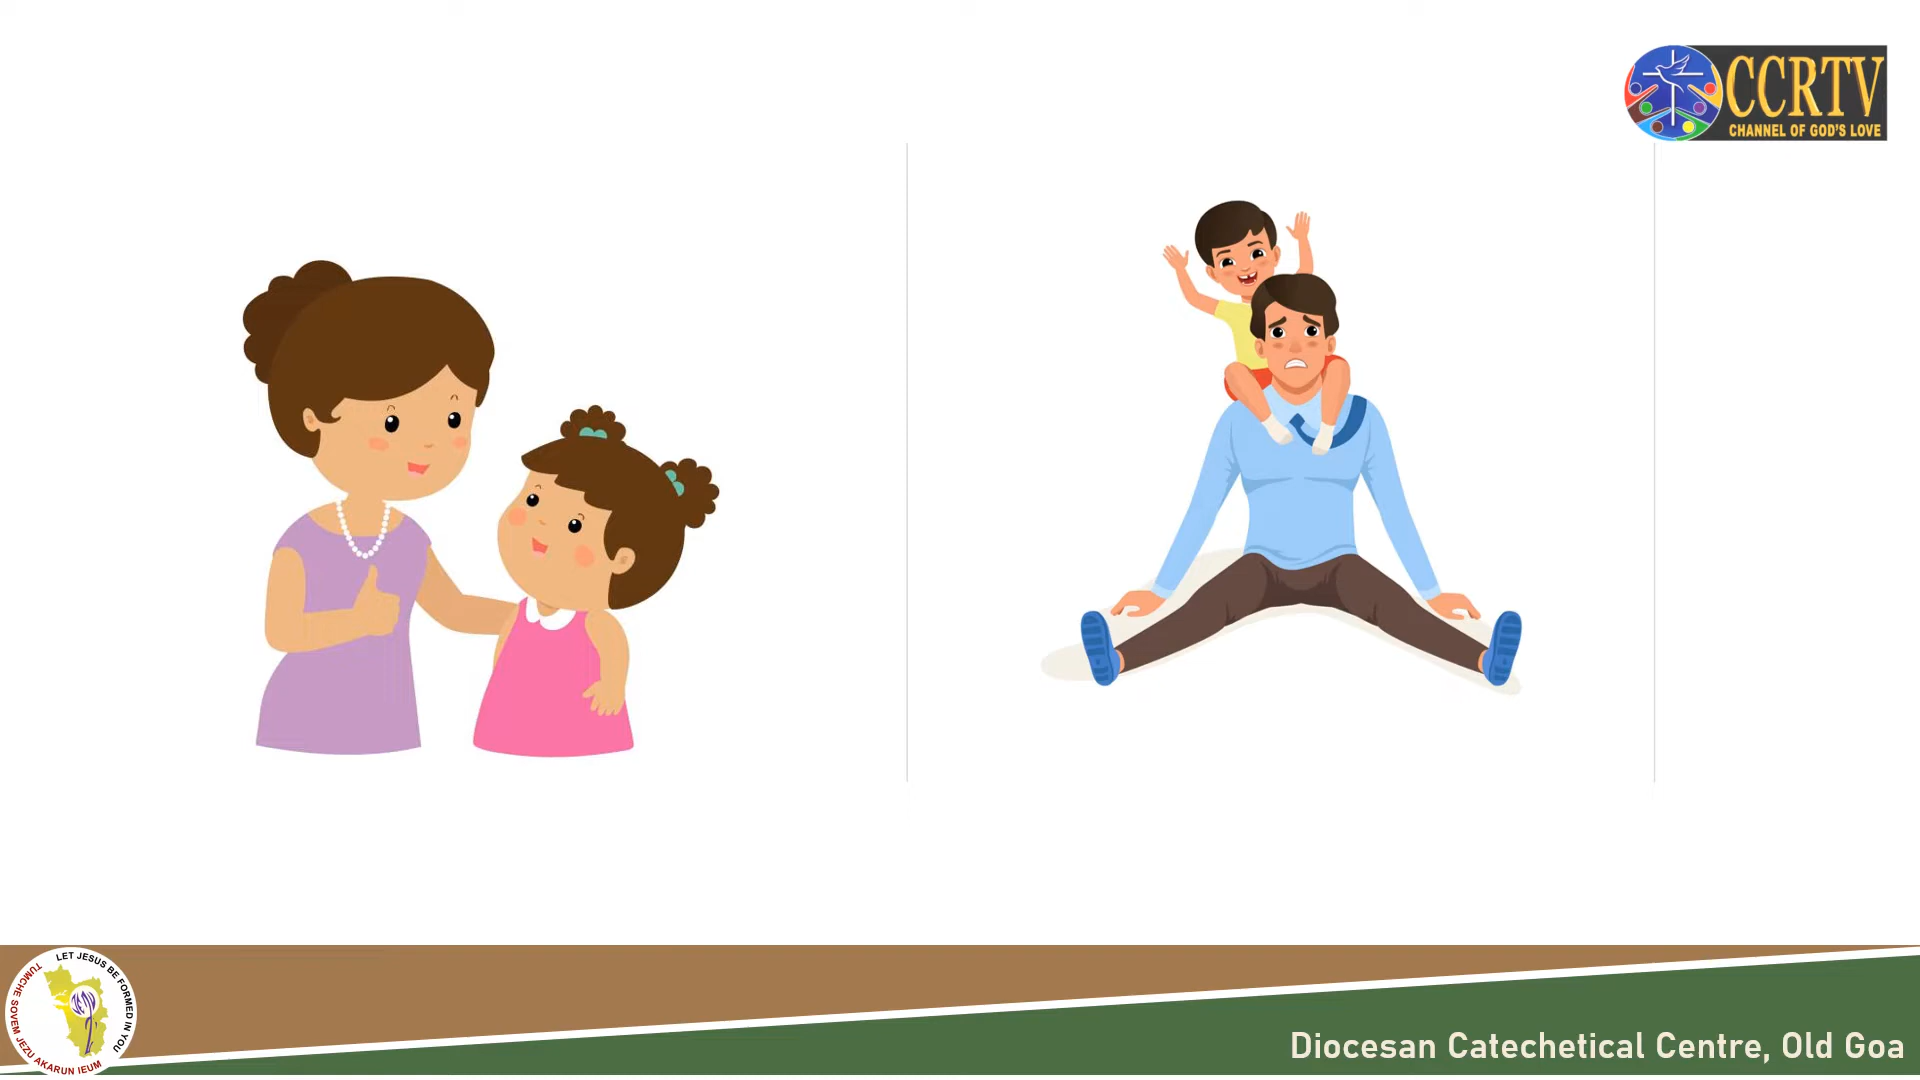 CCRTV
CHANNEL OF GOD'S LOVE
LET JESUS BE FORMED IN YOU
TUMCHE SOVEM JEZU AKARUN IEUM
Diocesan Catechetical Centre, Old Goa